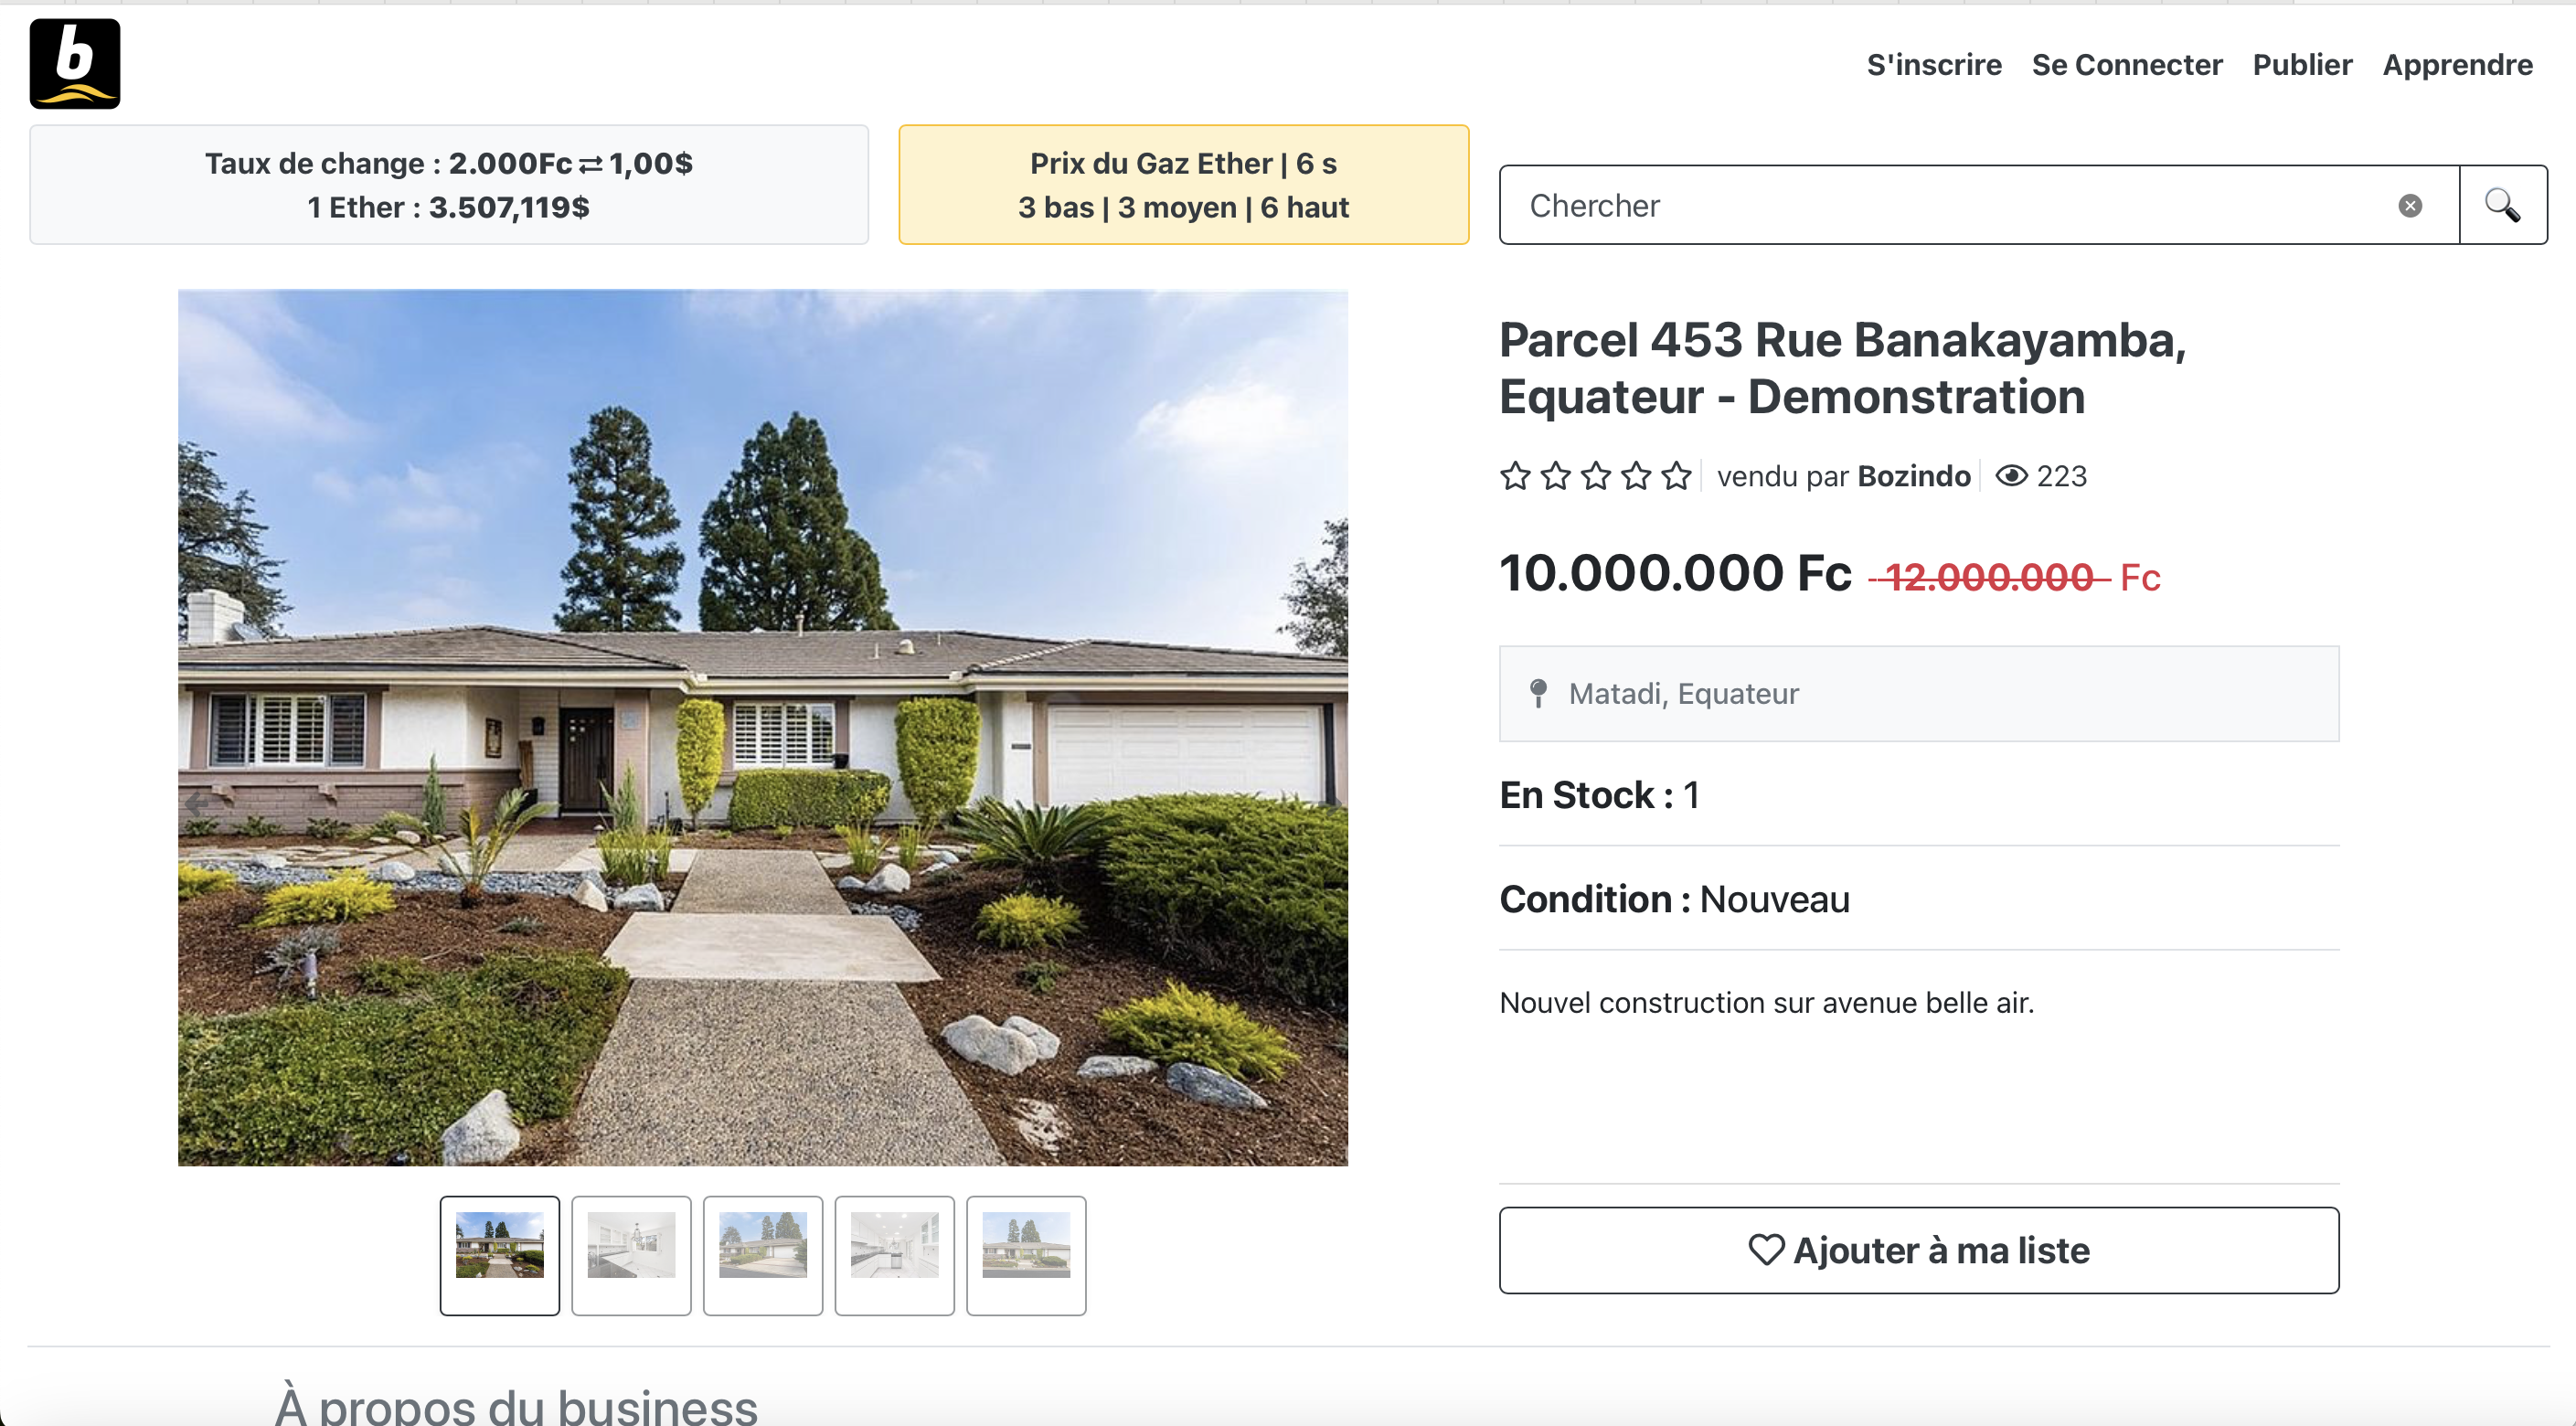 b
S'inscrire Se Connecter Publier Apprendre
Taux de change : 2.000Fc ⇄ 1,00$
1 Ether : 3.507,119$
Prix du Gaz Ether | 6 s
3 bas | 3 moyen | 6 haut
Chercher
Parcel 453 Rue Banakayamba,
Equateur - Demonstration
vendu par Bozindo 223
10.000.000 Fc 12.000.000 Fc
Matadi, Equateur
En Stock : 1
Condition : Nouveau
Nouvel construction sur avenue belle air.
Ajouter à ma liste
À propos du business